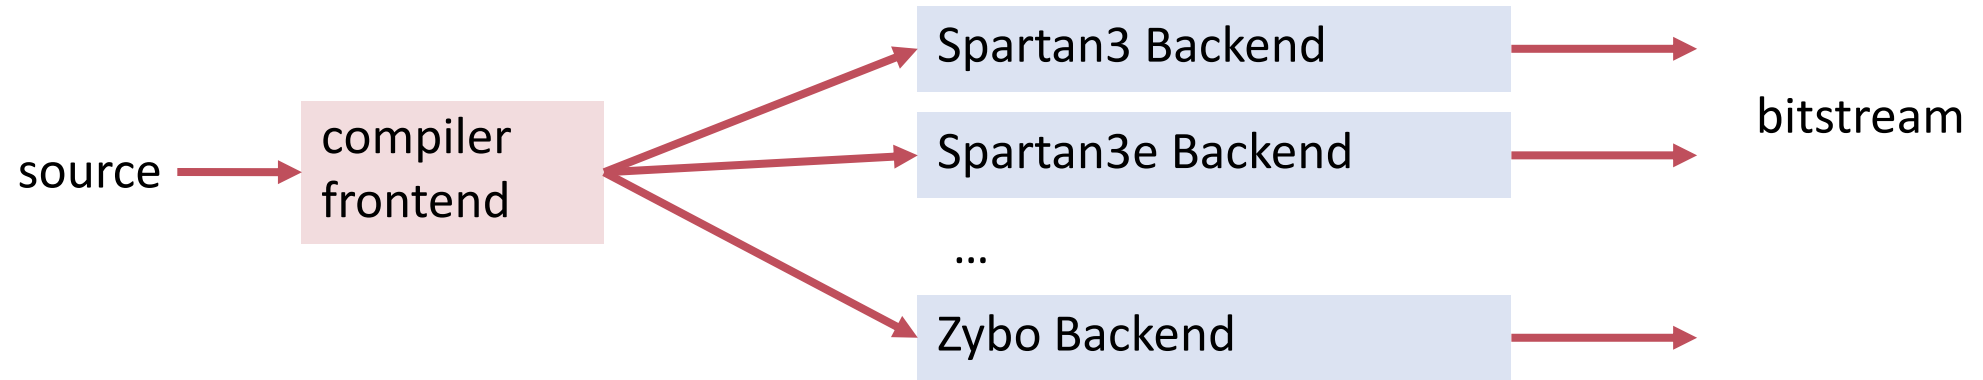 source
compiler
frontend
Spartan3 Backend
Spartan3e Backend
...
Zybo Backend
bitstream